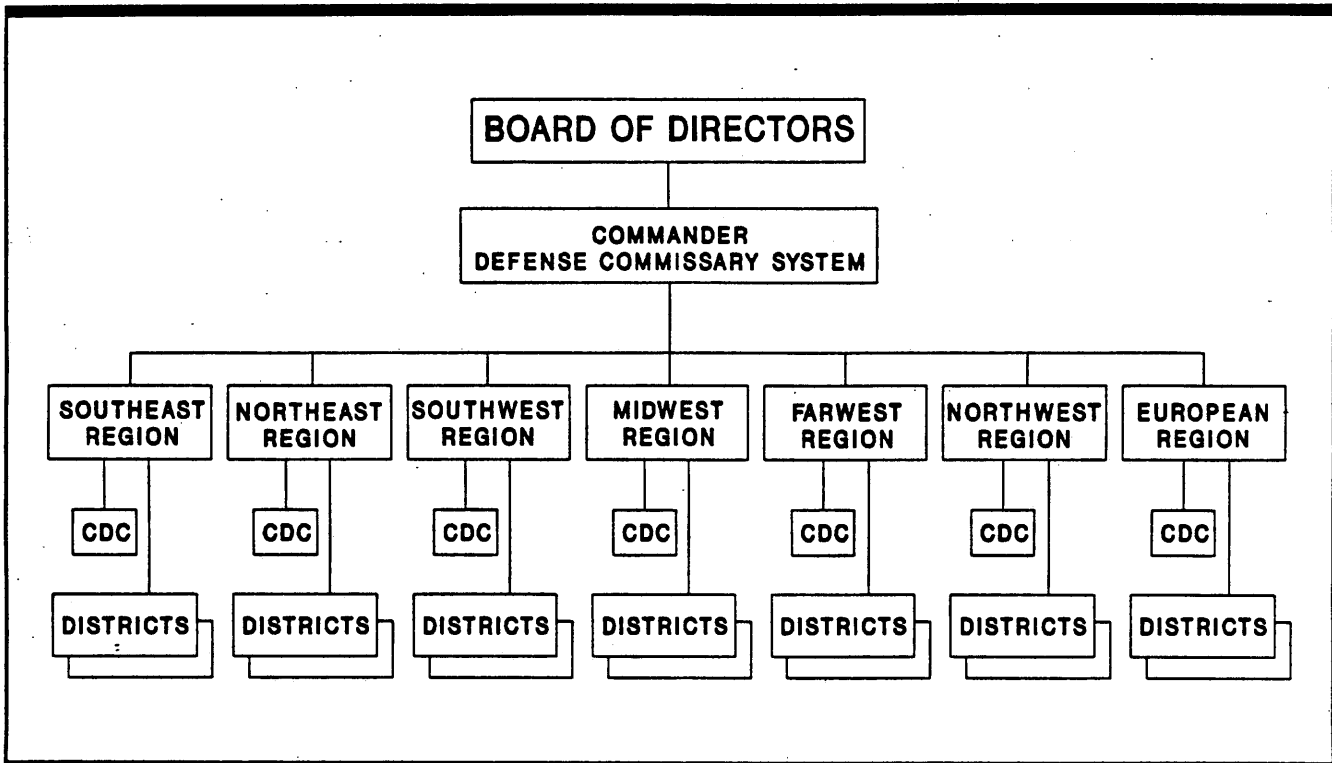 BOARD OF DIRECTORS
COMMANDER
DEFENSE COMMISSARY SYSTEM
SOUTHEAST
REGION
NORTHEAST
REGION
SOUTHWEST
REGION
MIDWEST
REGION
FARWEST
REGION
NORTHWEST
REGION
EUROPEAN
REGION
CDC
CDC
CDC
CDC
CDC
CDC
CDC
DISTRICTS
DISTRICTS
DISTRICTS
DISTRICTS
DISTRICTS
DISTRICTS
DISTRICTS